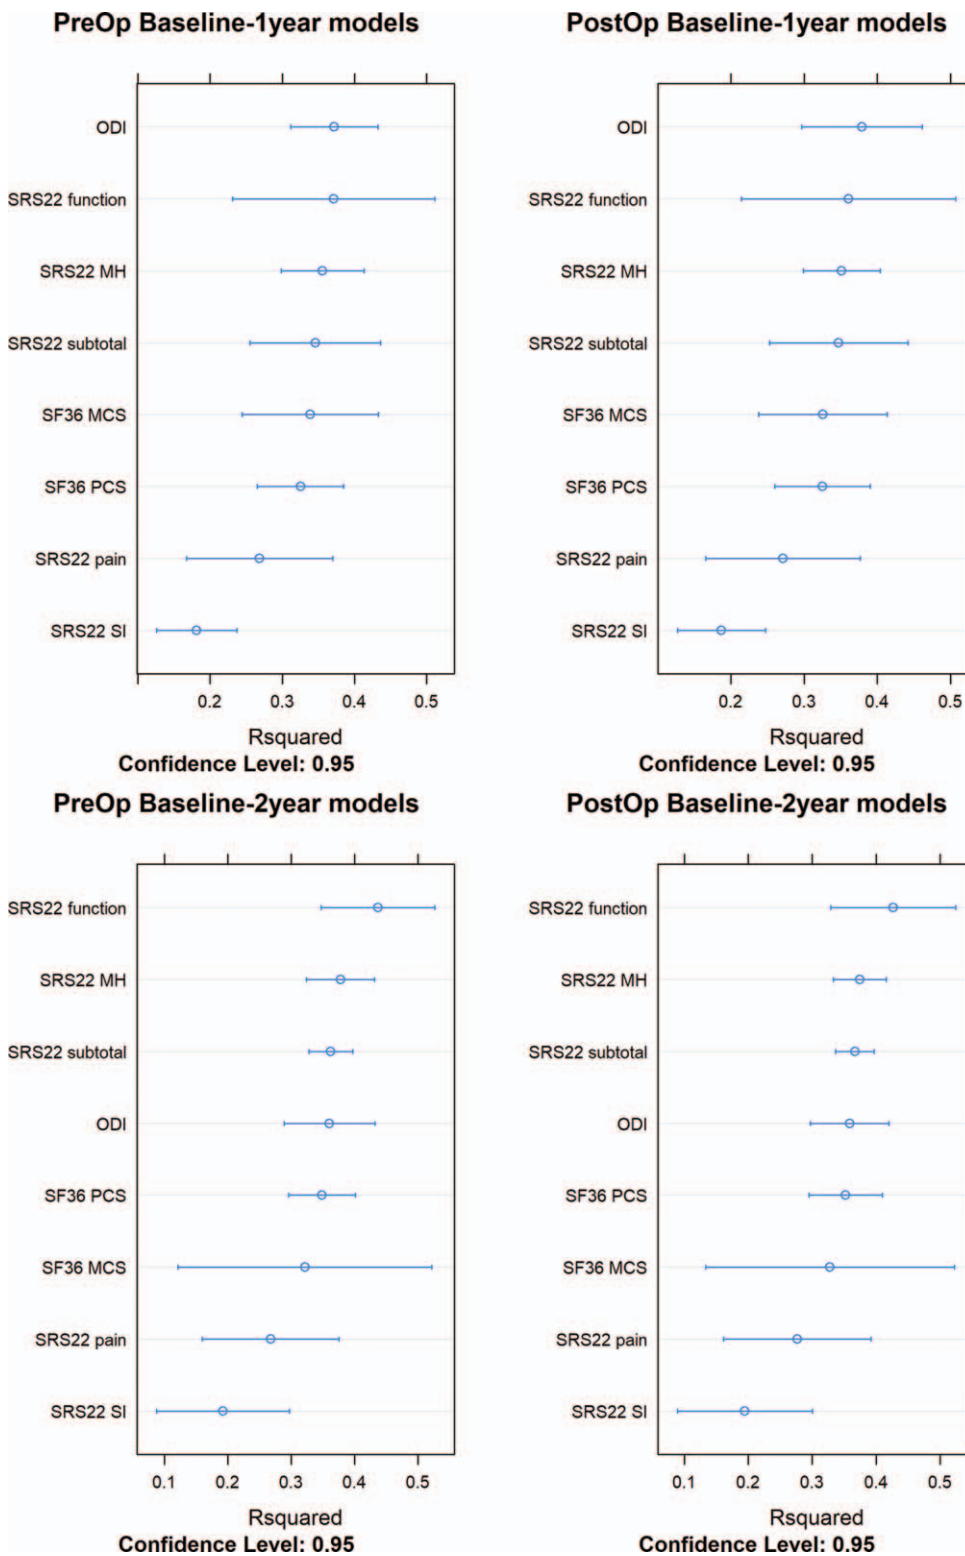 PreOp Baseline-1year models
ODI
SRS22 function
SRS22 MH
SRS22 subtotal
SF36 MCS
SF36 PCS
SRS22 pain
SRS22 SI
0.2 0.3 0.4 0.5
Rsquared
Confidence Level: 0.95
PostOp Baseline-1year models
ODI
SRS22 function
SRS22 MH
SRS22 subtotal
SF36 MCS
SF36 PCS
SRS22 pain
SRS22 SI
0.2 0.3 0.4 0.5
Rsquared
Confidence Level: 0.95
PreOp Baseline-2year models
SRS22 function
SRS22 MH
SRS22 subtotal
ODI
SF36 PCS
SF36 MCS
SRS22 pain
SRS22 SI
0.1 0.2 0.3 0.4 0.5
Rsquared
Confidence Level: 0.95
PostOp Baseline-2year models
SRS22 function
SRS22 MH
SRS22 subtotal
ODI
SF36 PCS
SF36 MCS
SRS22 pain
SRS22 SI
0.1 0.2 0.3 0.4 0.5
Rsquared
Confidence Level: 0.95